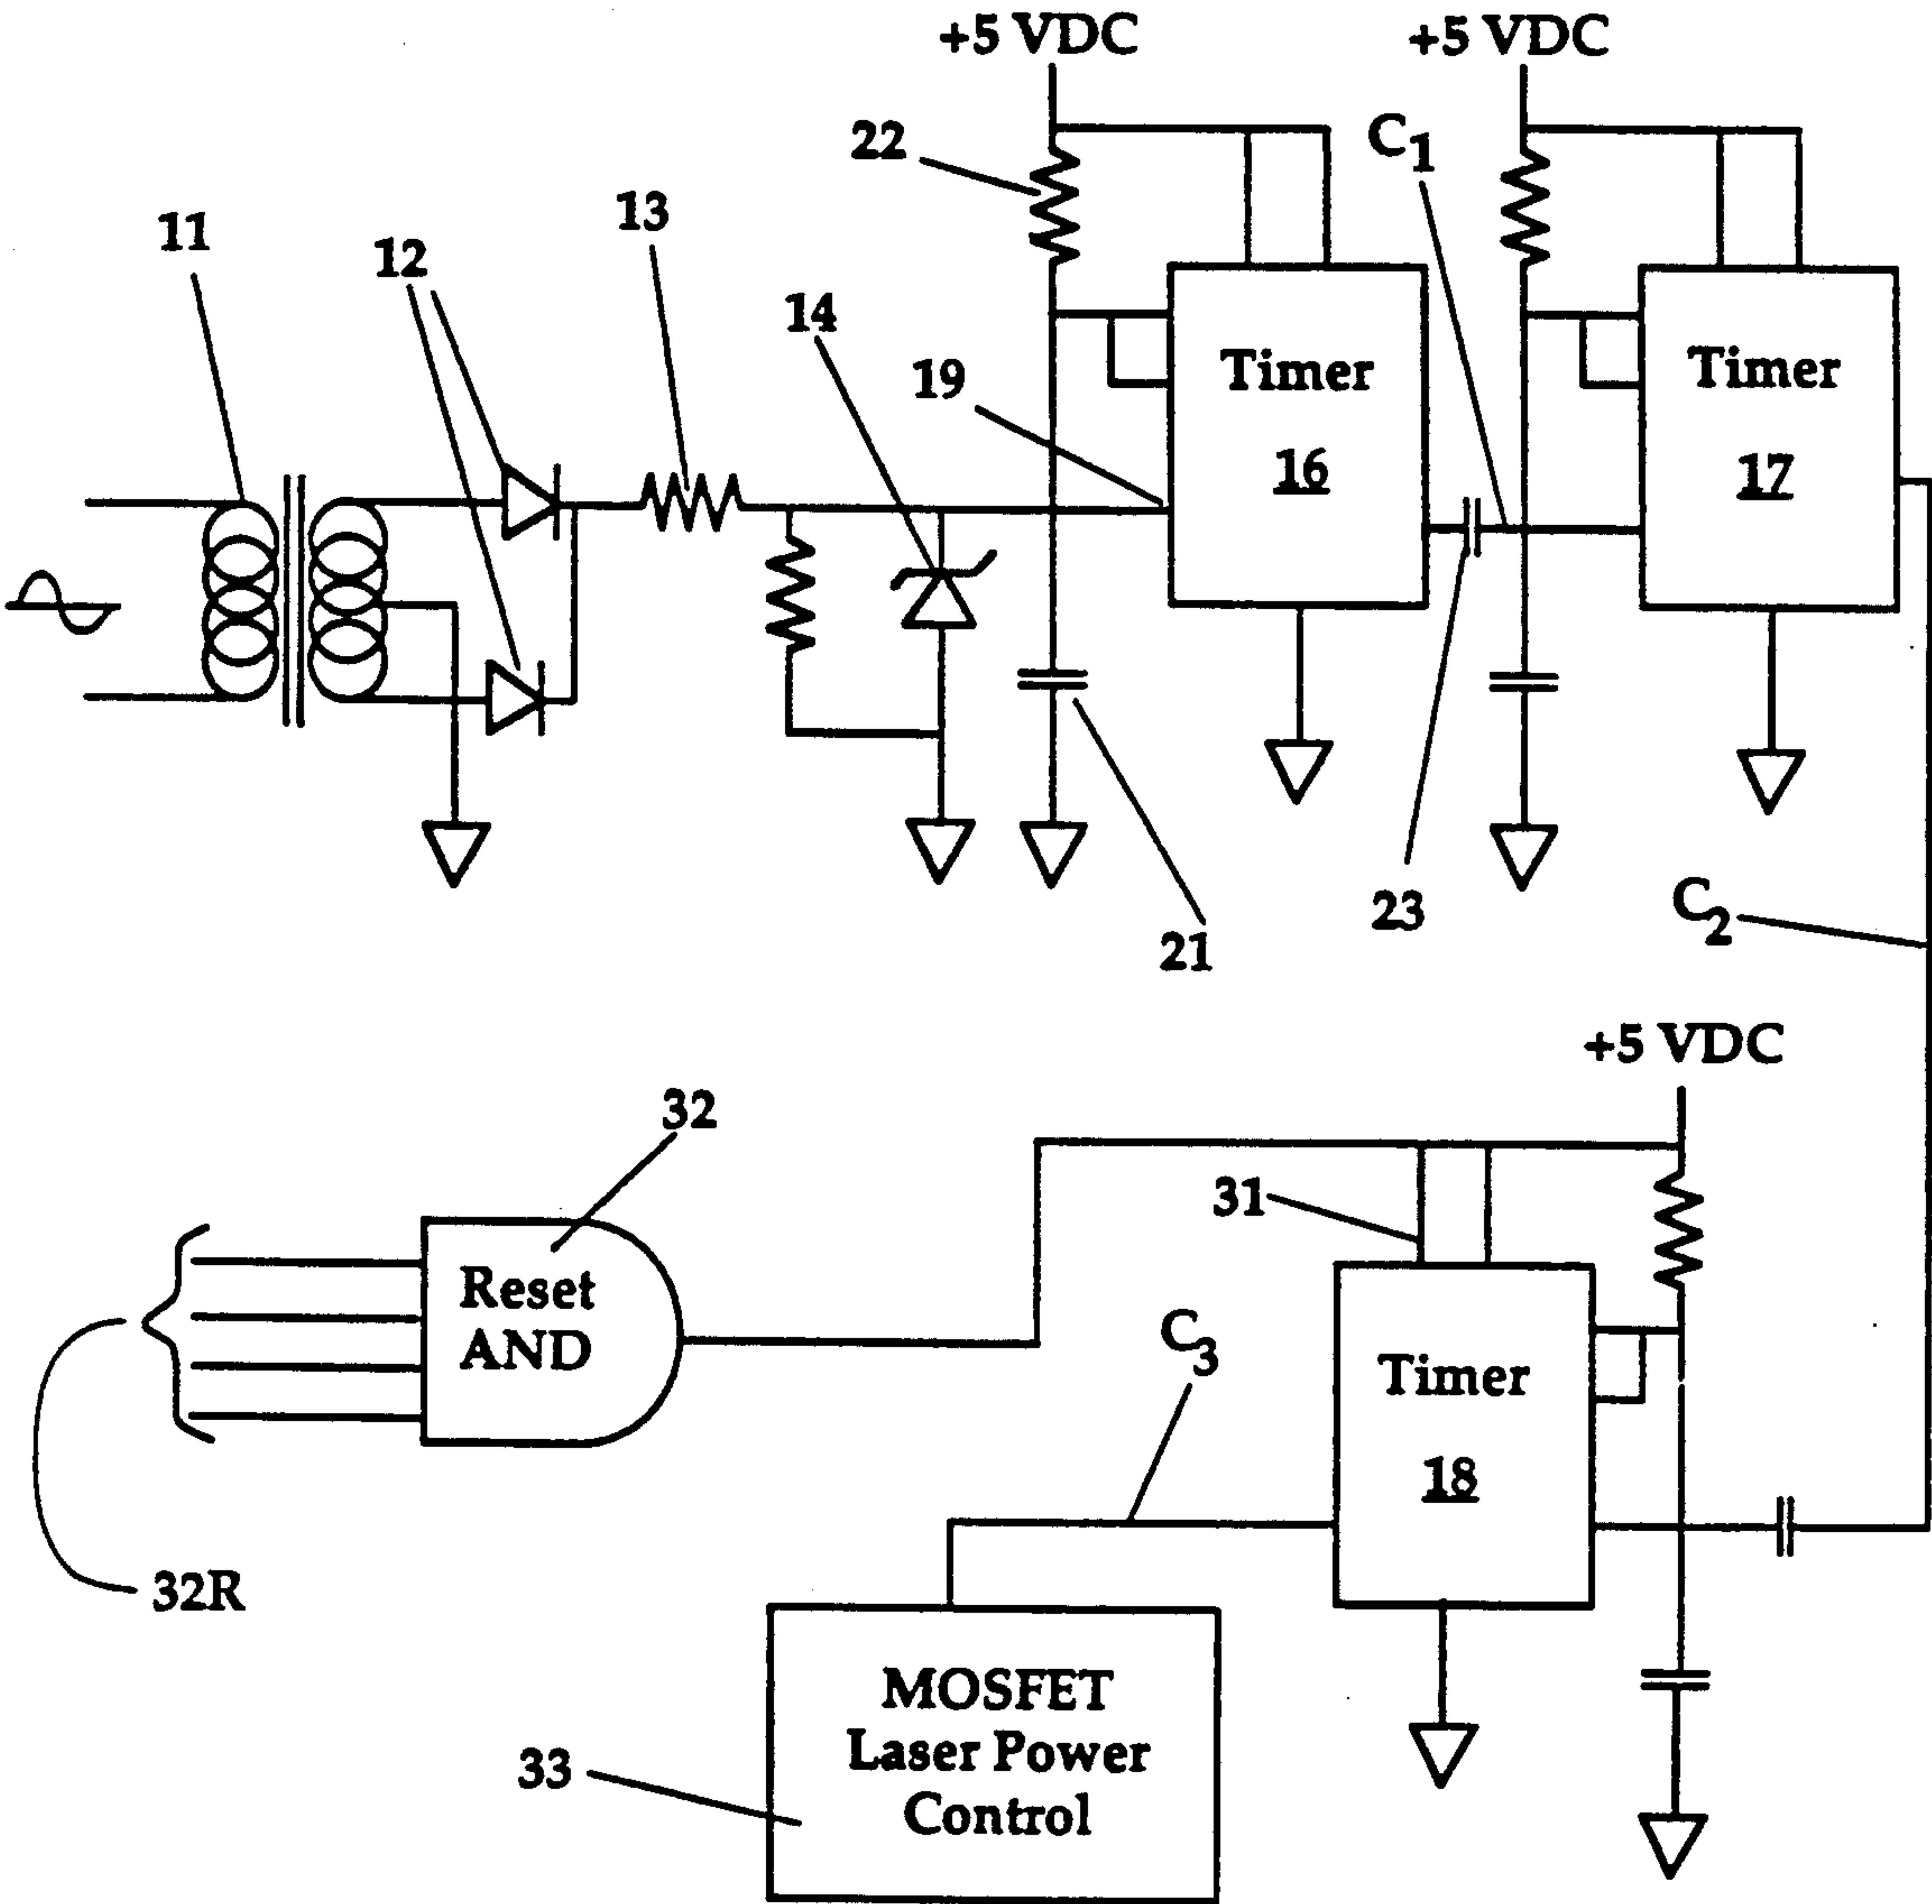 +5 VDC
+5 VDC
22
C1
13
11
12
14
19
Timer
16
Timer
17
23
21
C2
+5 VDC
32
31
Reset
AND
C3
Timer
18
32R
MOSFET
Laser Power
Control
33